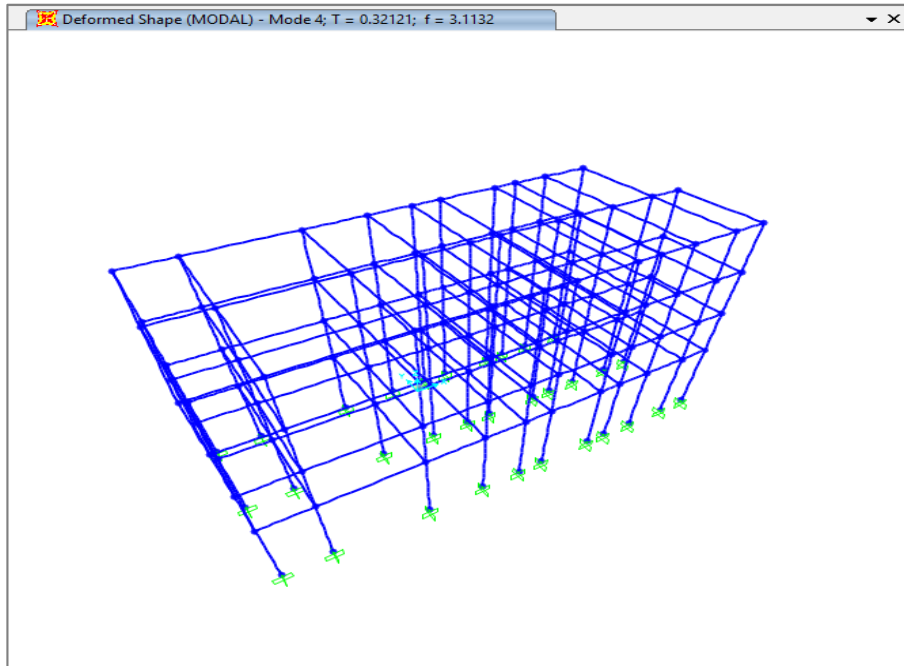 Deformed Shape (MODAL) - Mode 4; T = 0.32121; f = 3.1132